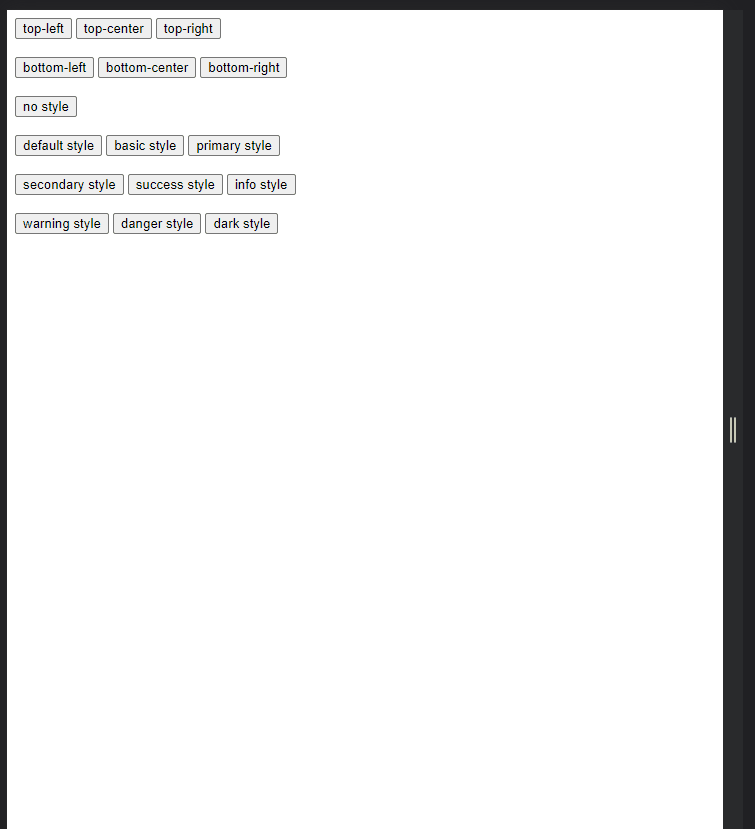 top-left top-center top-right
bottom-left bottom-center bottom-right
no style
default style basic style primary style
secondary style success style info style
warning style danger style dark style